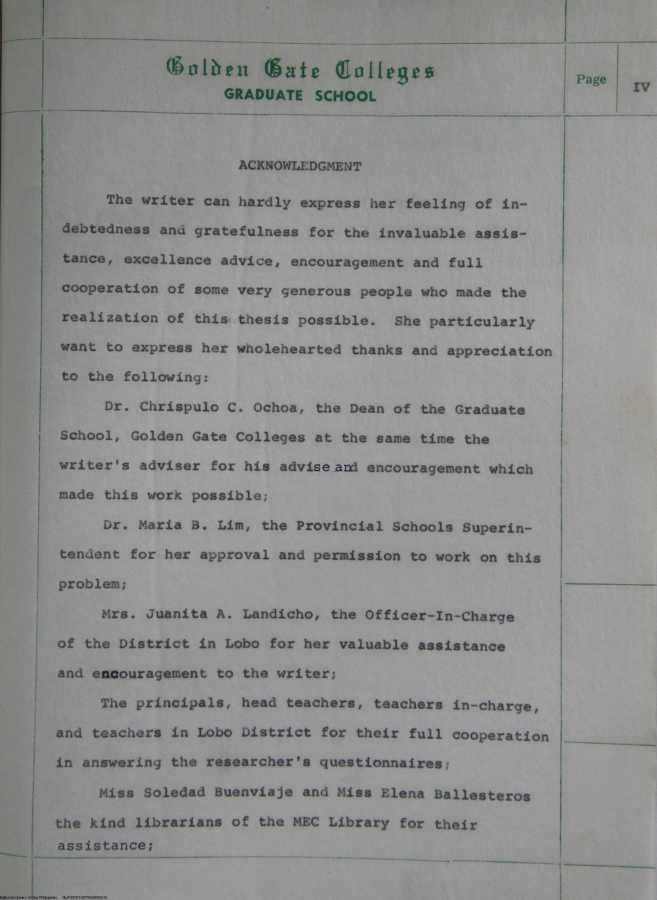 Golden Gate Colleges
GRADUATE SCHOOL
Page IV
ACKNOWLEDGMENT
The writer can hardly express her feeling of in-
debtedness and gratefulness for the invaluable assis-
tance, excellence advice, encouragement and full
cooperation of some very generous people who made the
realization of this thesis possible. She particularly
want to express her wholehearted thanks and appreciation
to the following:
Dr. Chrispulo C. Ochoa, the Dean of the Graduate
School, Golden Gate Colleges at the same time the
writer's adviser for his advise and encouragement which
made this work possible;
Dr. Maria B. Lim, the Provincial Schools Superin-
tendent for her approval and permission to work on this
problem;
Mrs. Juanita A. Landicho, the Officer-In-Charge
of the District in Lobo for her valuable assistance
and encouragement to the writer;
The principals, head teachers, teachers in-charge,
and teachers in Lobo District for their full cooperation
in answering the researcher's questionnaires;
Miss Soledad Buenviaje and Miss Elena Ballesteros
the kind librarians of the MEC Library for their
assistance;